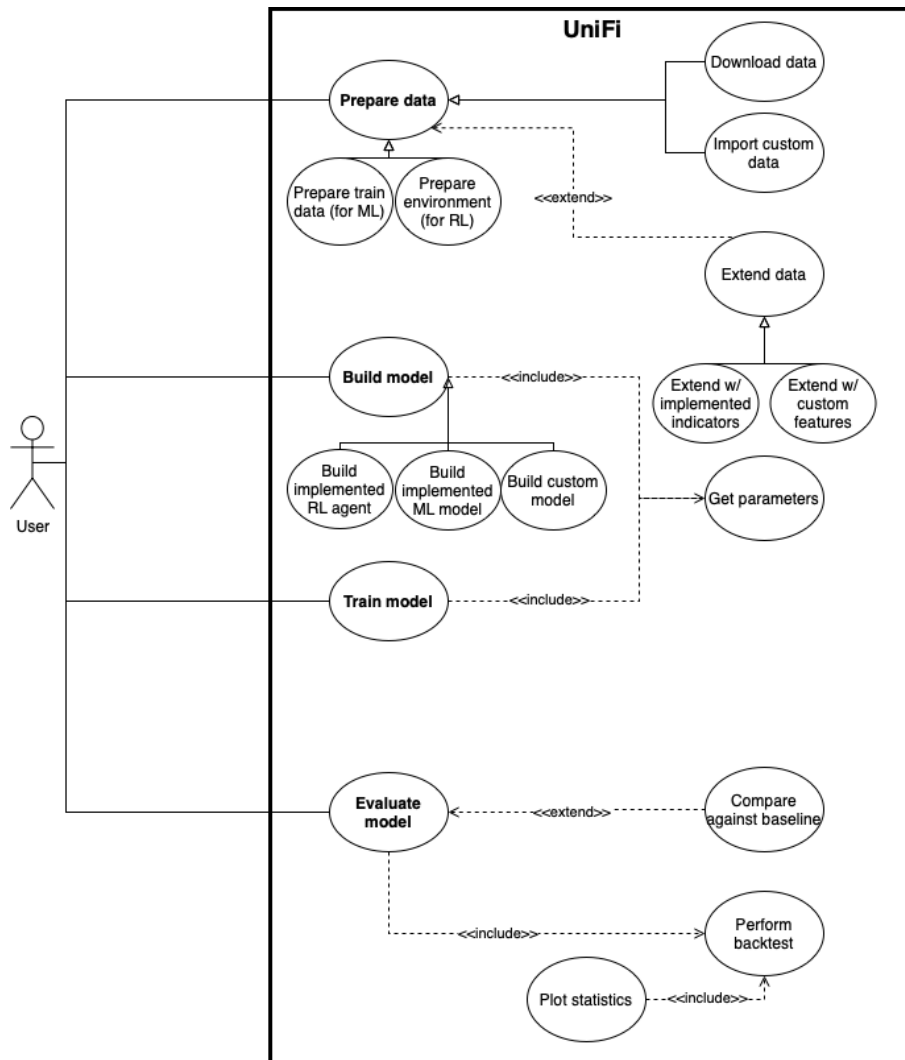 UniFi
Download data
Prepare data
Import custom
data
Prepare train
data (for ML)
Prepare
environment
(for RL)
<<extend>>
Extend data
Build model
<<include>>
Extend w/
implemented
indicators
Extend w/
custom
features
Build
implemented
RL agent
Build
implemented
ML model
Build custom
model
Get parameters
User
Train model
<<include>>
Evaluate
model
<<extend>>
Compare
against baseline
<<include>>
Perform
backtest
Plot statistics
<<include>>